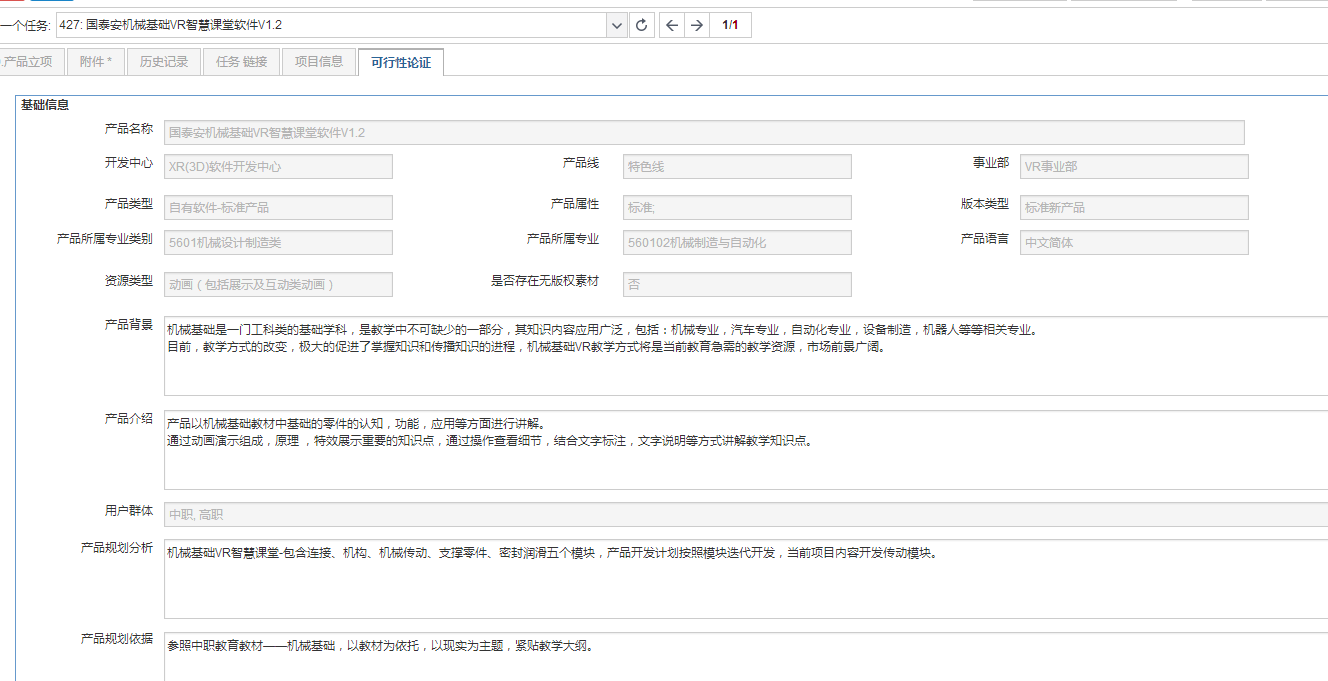 一个任务: 427: 国泰安机械基础VR智慧课堂软件V1.2 1/1
产品立项 附件 * 历史记录 任务 链接 项目信息 可行性论证
基础信息
产品名称 国泰安机械基础VR智慧课堂软件V1.2
开发中心 XR(3D)软件开发中心 产品线 特色线 事业部 VR事业部
产品类型 自有软件-标准产品 产品属性 标准; 版本类型 标准新产品
产品所属专业类别 5601机械设计制造类 产品所属专业 560102机械制造与自动化 产品语言 中文简体
资源类型 动画（包括展示及互动类动画） 是否存在无版权素材 否
产品背景 机械基础是一门工科类的基础学科，是教学中不可缺少的一部分，其知识内容应用广泛，包括：机械专业，汽车专业，自动化专业，设备制造，机器人等等相关专业。
目前，教学方式的改变，极大的促进了掌握知识和传播知识的进程，机械基础VR教学方式将是当前教育急需的教学资源，市场前景广阔。
产品介绍 产品以机械基础教材中基础的零件的认知，功能，应用等方面进行讲解。
通过动画演示组成，原理 ，特效展示重要的知识点，通过操作查看细节，结合文字标注，文字说明等方式讲解教学知识点。
用户群体 中职, 高职
产品规划分析 机械基础VR智慧课堂-包含连接、机构、机械传动、支撑零件、密封润滑五个模块，产品开发计划按照模块迭代开发，当前项目内容开发传动模块。
产品规划依据 参照中职教育教材——机械基础，以教材为依托，以现实为主题，紧贴教学大纲。